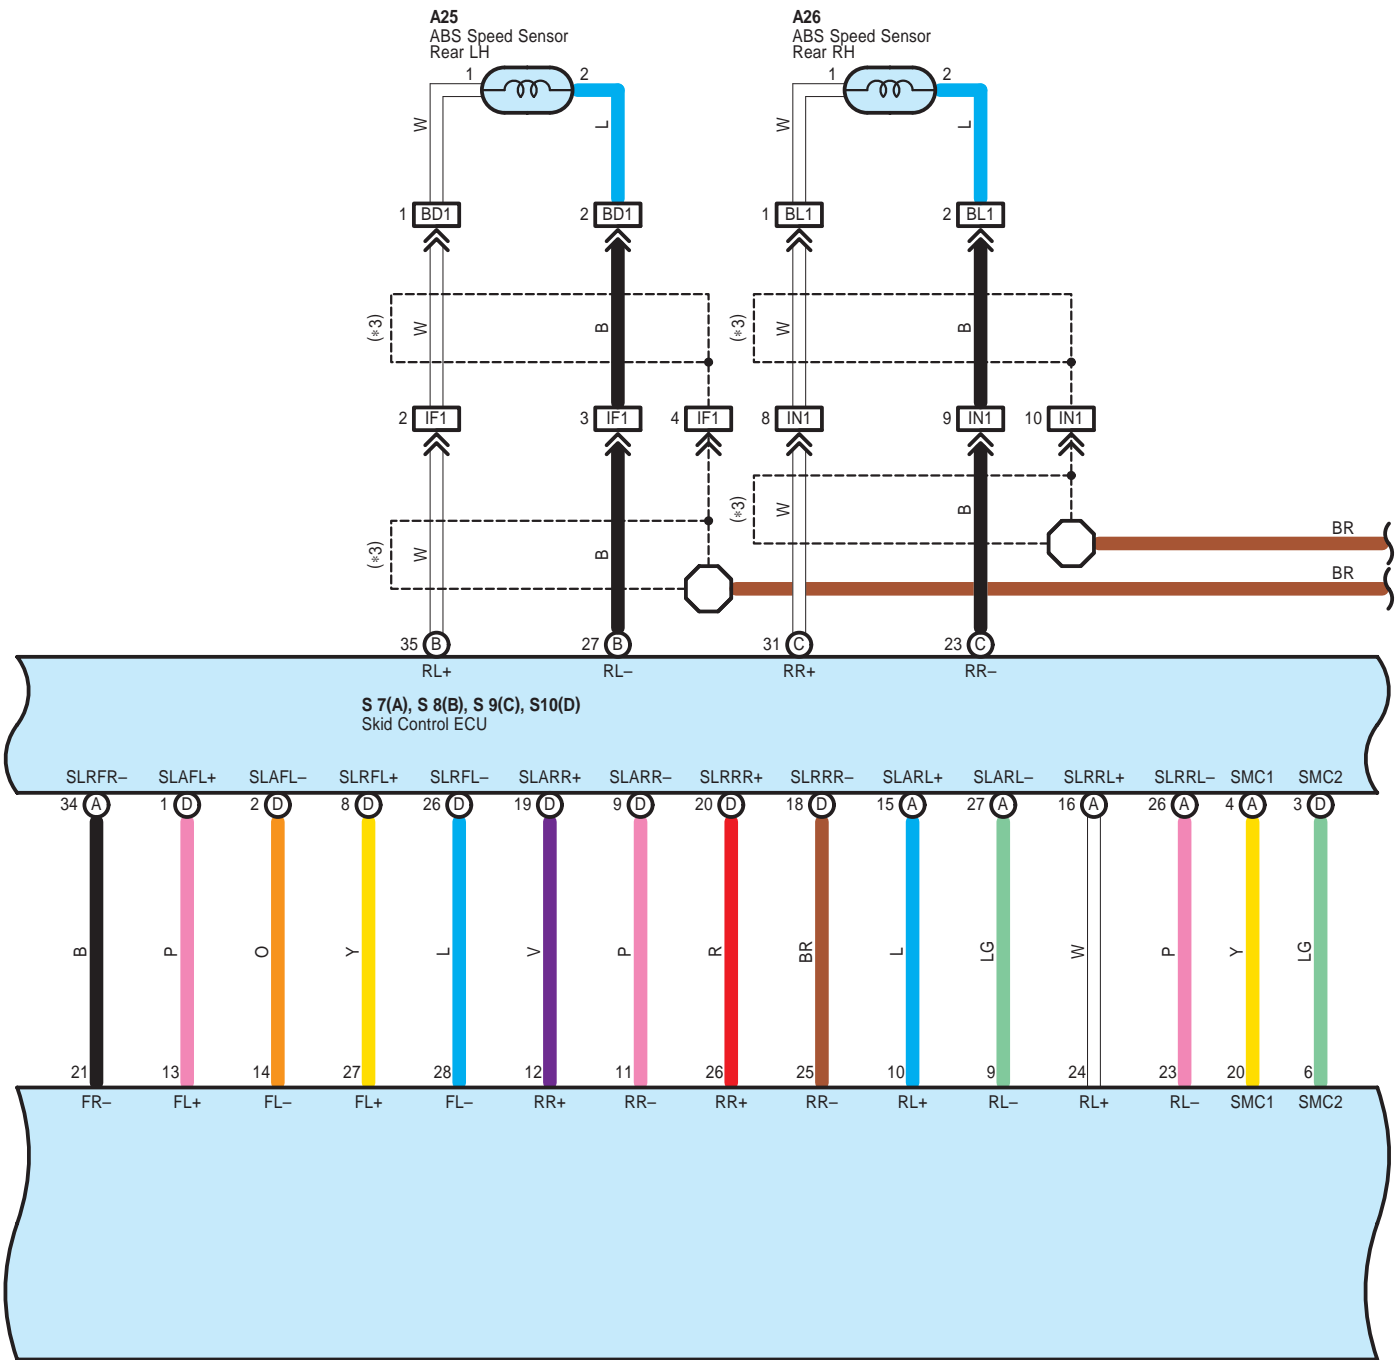 A25
ABS Speed Sensor
Rear LH
A26
ABS Speed Sensor
Rear RH
1 2 1 2
W L W L
1 BD1 2 BD1 1 BL1 2 BL1
(*3) W B (*3) W B
2 IF1 3 IF1 4 IF1 8 IN1 9 IN1 10 IN1
(*3) W B
BR
(*3) W B
BR
35 B 27 B 31 C 23 C
RL+ RL– RR+ RR–
S 7(A), S 8(B), S 9(C), S10(D)
Skid Control ECU
SLRFR– SLAFL+ SLAFL– SLRFL+ SLRFL– SLARR+ SLARR– SLRRR+ SLRRR– SLARL+ SLARL– SLRRL+ SLRRL– SMC1 SMC2
34 A 1 D 2 D 8 D 26 D 19 D 9 D 20 D 18 D 15 A 27 A 16 A 26 A 4 A 3 D
B P O Y L V P R BR L LG W P Y LG
21 13 14 27 28 12 11 26 25 10 9 24 23 20 6
FR– FL+ FL– FL+ FL– RR+ RR– RR+ RR– RL+ RL– RL+ RL– SMC1 SMC2